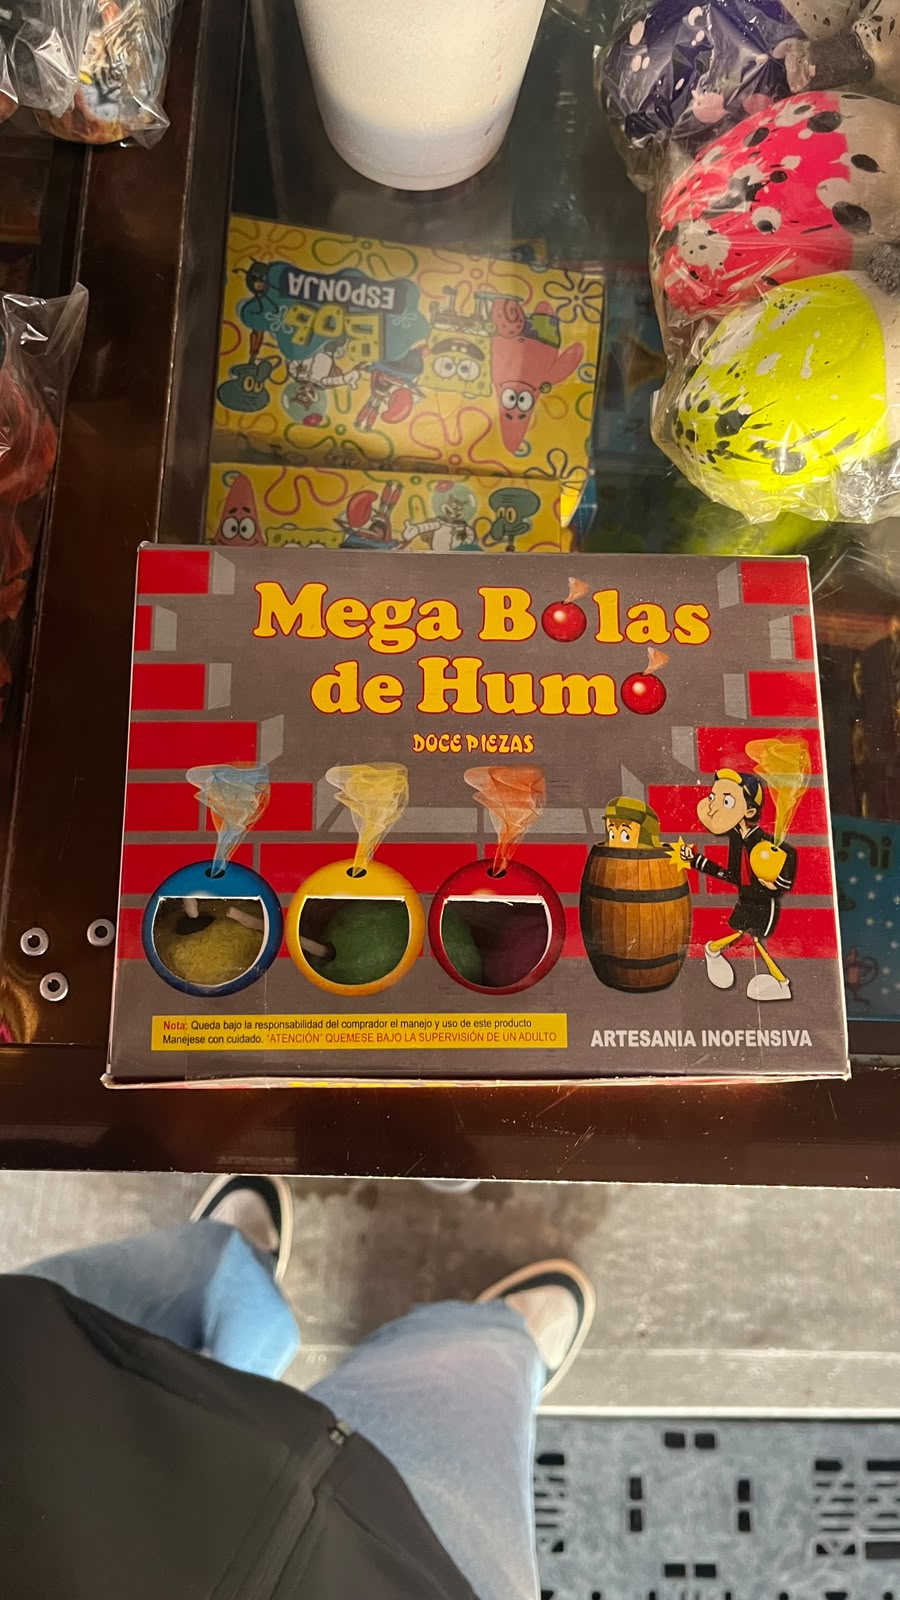 BOB
ESPONJA
Mega Bolas
de Humo
DOCE PIEZAS
Nota: Queda bajo la responsabilidad del comprador el manejo y uso de este producto
Manéjese con cuidado. "ATENCIÓN" QUEMESE BAJO LA SUPERVISIÓN DE UN ADULTO
ARTESANIA INOFENSIVA